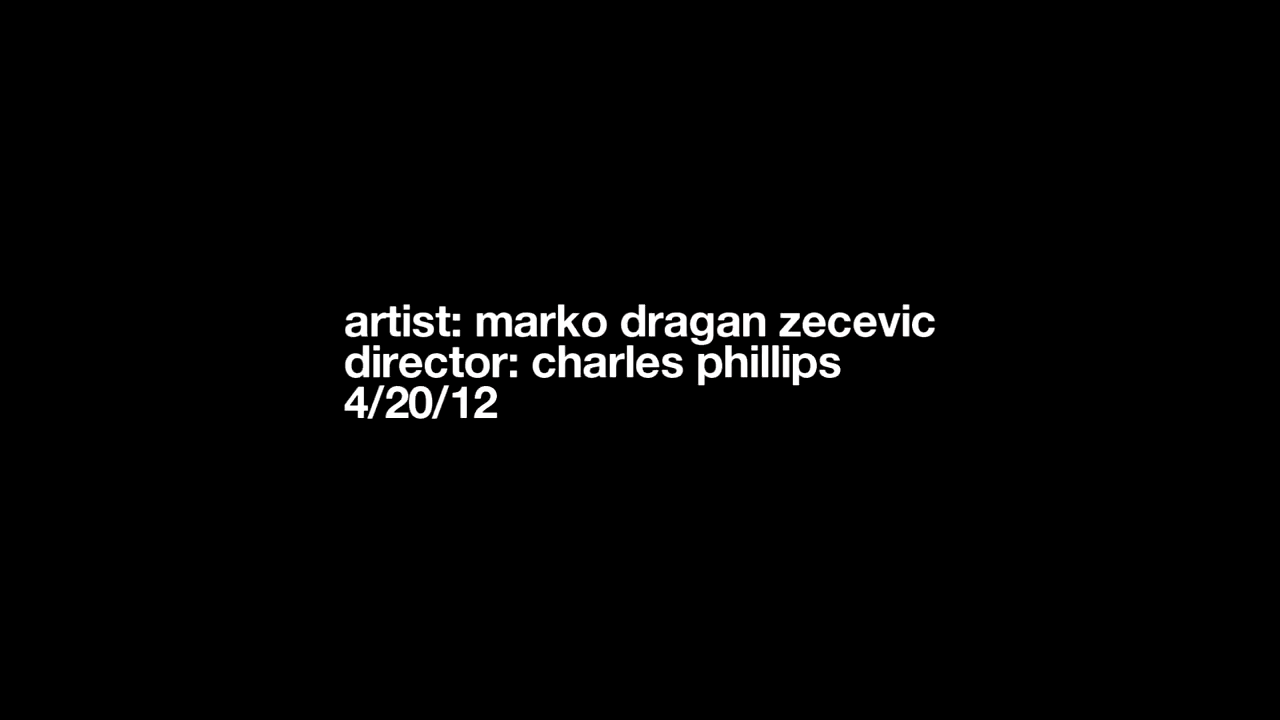 artist: marko dragan zecevic
director: charles phillips
4/20/12